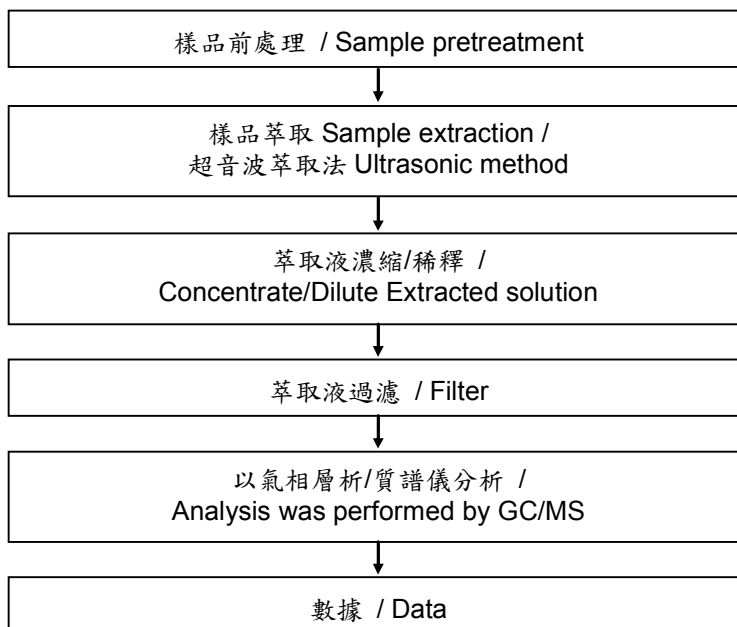 樣品前處理 / Sample pretreatment
樣品萃取 Sample extraction /
超音波萃取法 Ultrasonic method
萃取液濃縮/稀釋 /
Concentrate/Dilute Extracted solution
萃取液過濾 / Filter
以氣相層析/質譜儀分析 /
Analysis was performed by GC/MS
數據 / Data